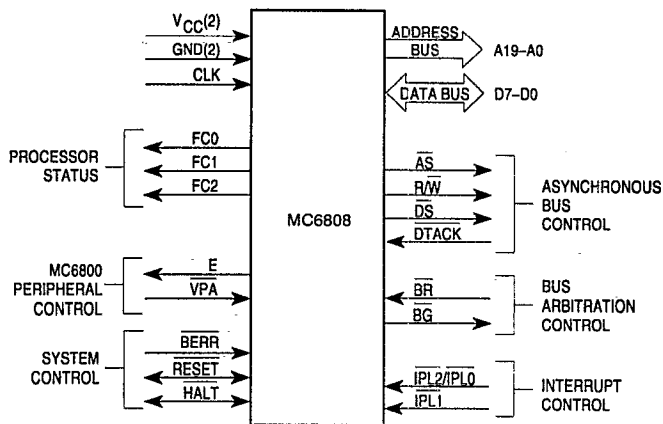 VCC(2)
GND(2)
CLK
PROCESSOR
STATUS
FC0
FC1
FC2
MC6800
PERIPHERAL
CONTROL
E
VPA
SYSTEM
CONTROL
BERR
RESET
HALT
MC6808
ADDRESS
BUS
A19–A0
DATA BUS
D7–D0
AS
R/W
DS
DTACK
ASYNCHRONOUS
BUS
CONTROL
BR
BG
BUS
ARBITRATION
CONTROL
IPL2/IPL0
IPL1
INTERRUPT
CONTROL